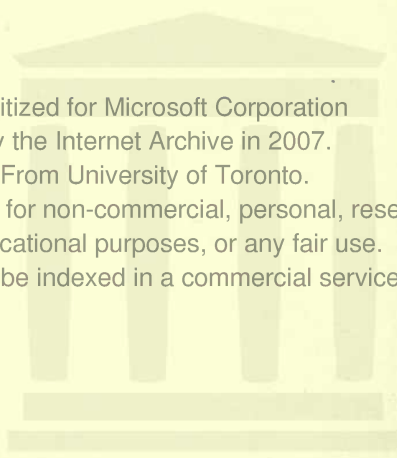 itized for Microsoft Corporation
the Internet Archive in 2007.
From University of Toronto.
for non-commercial, personal,
cational purposes, or any fair use.
be indexed in a commercial service